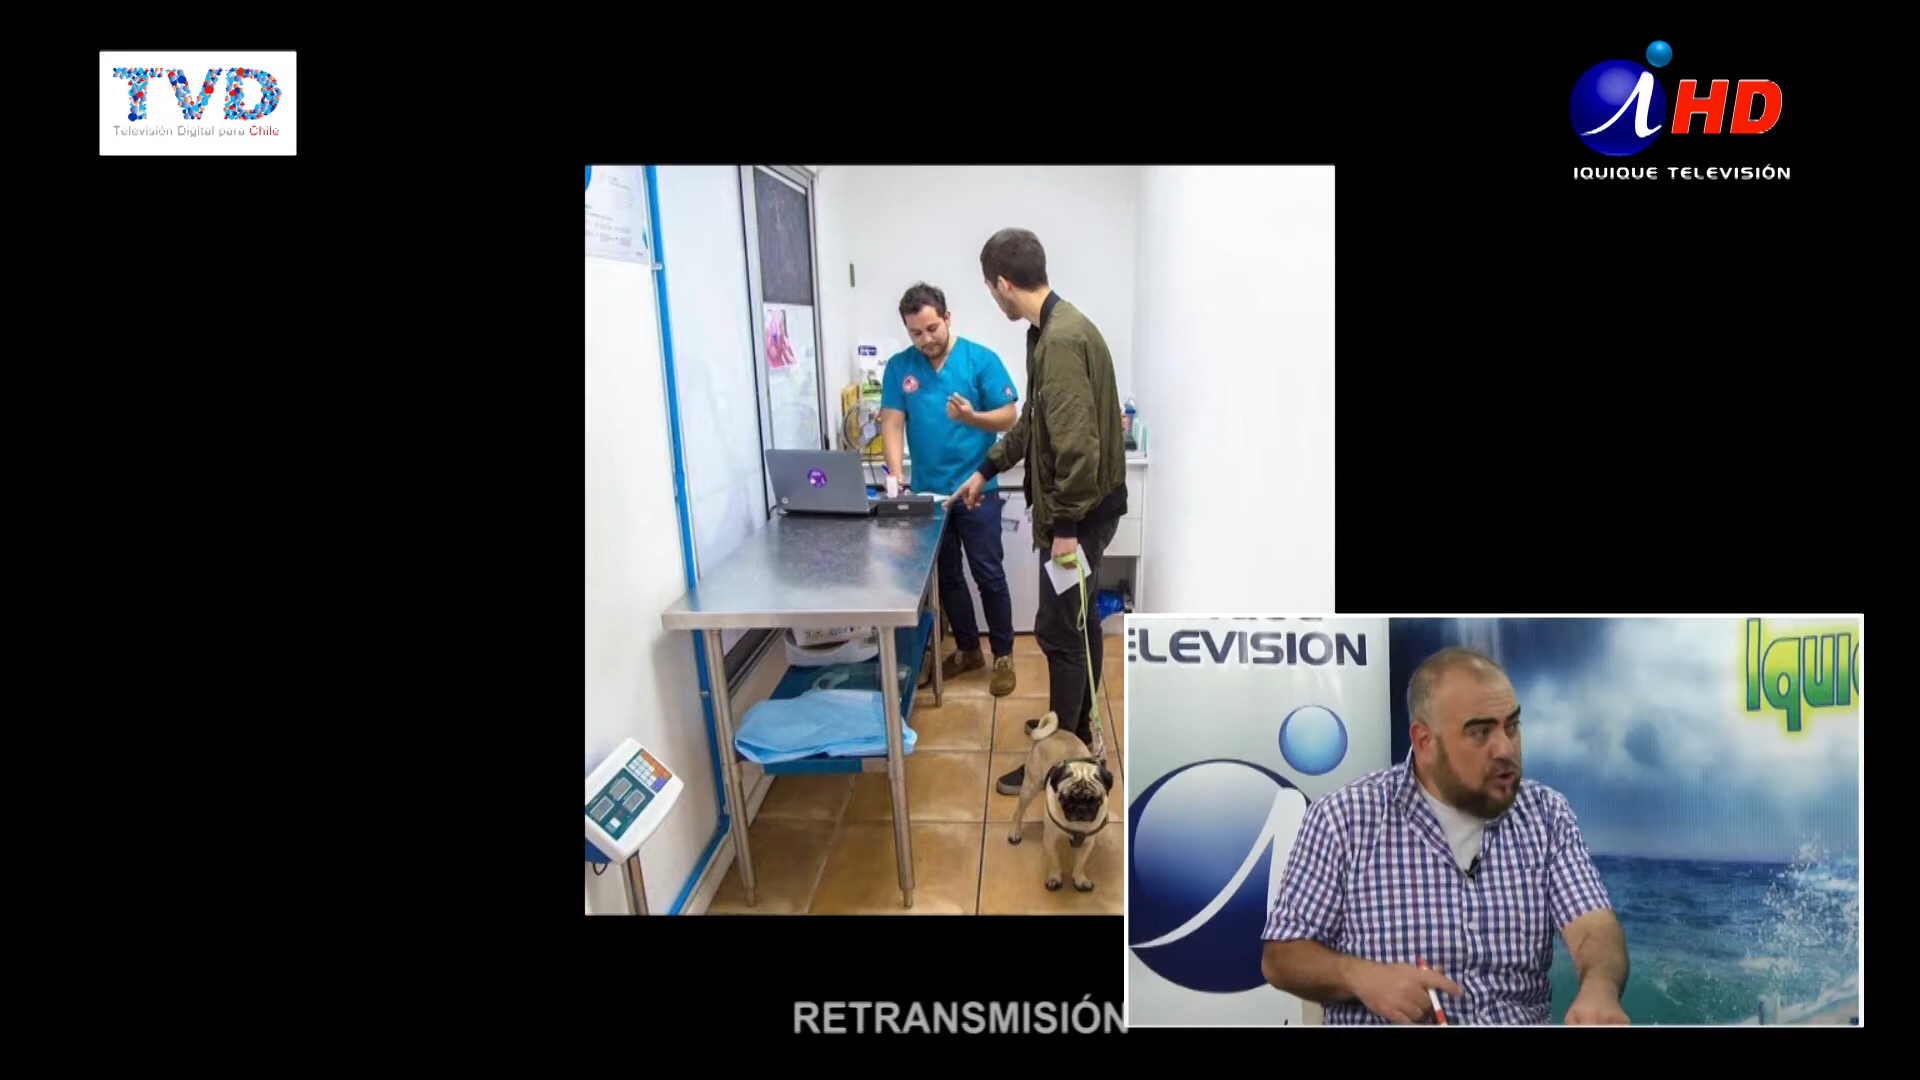 TVD
Televisión Digital para Chile
HD
IQUIQUE TELEVISIÓN
ELEVISION
Iqui
RETRANSMISIÓN